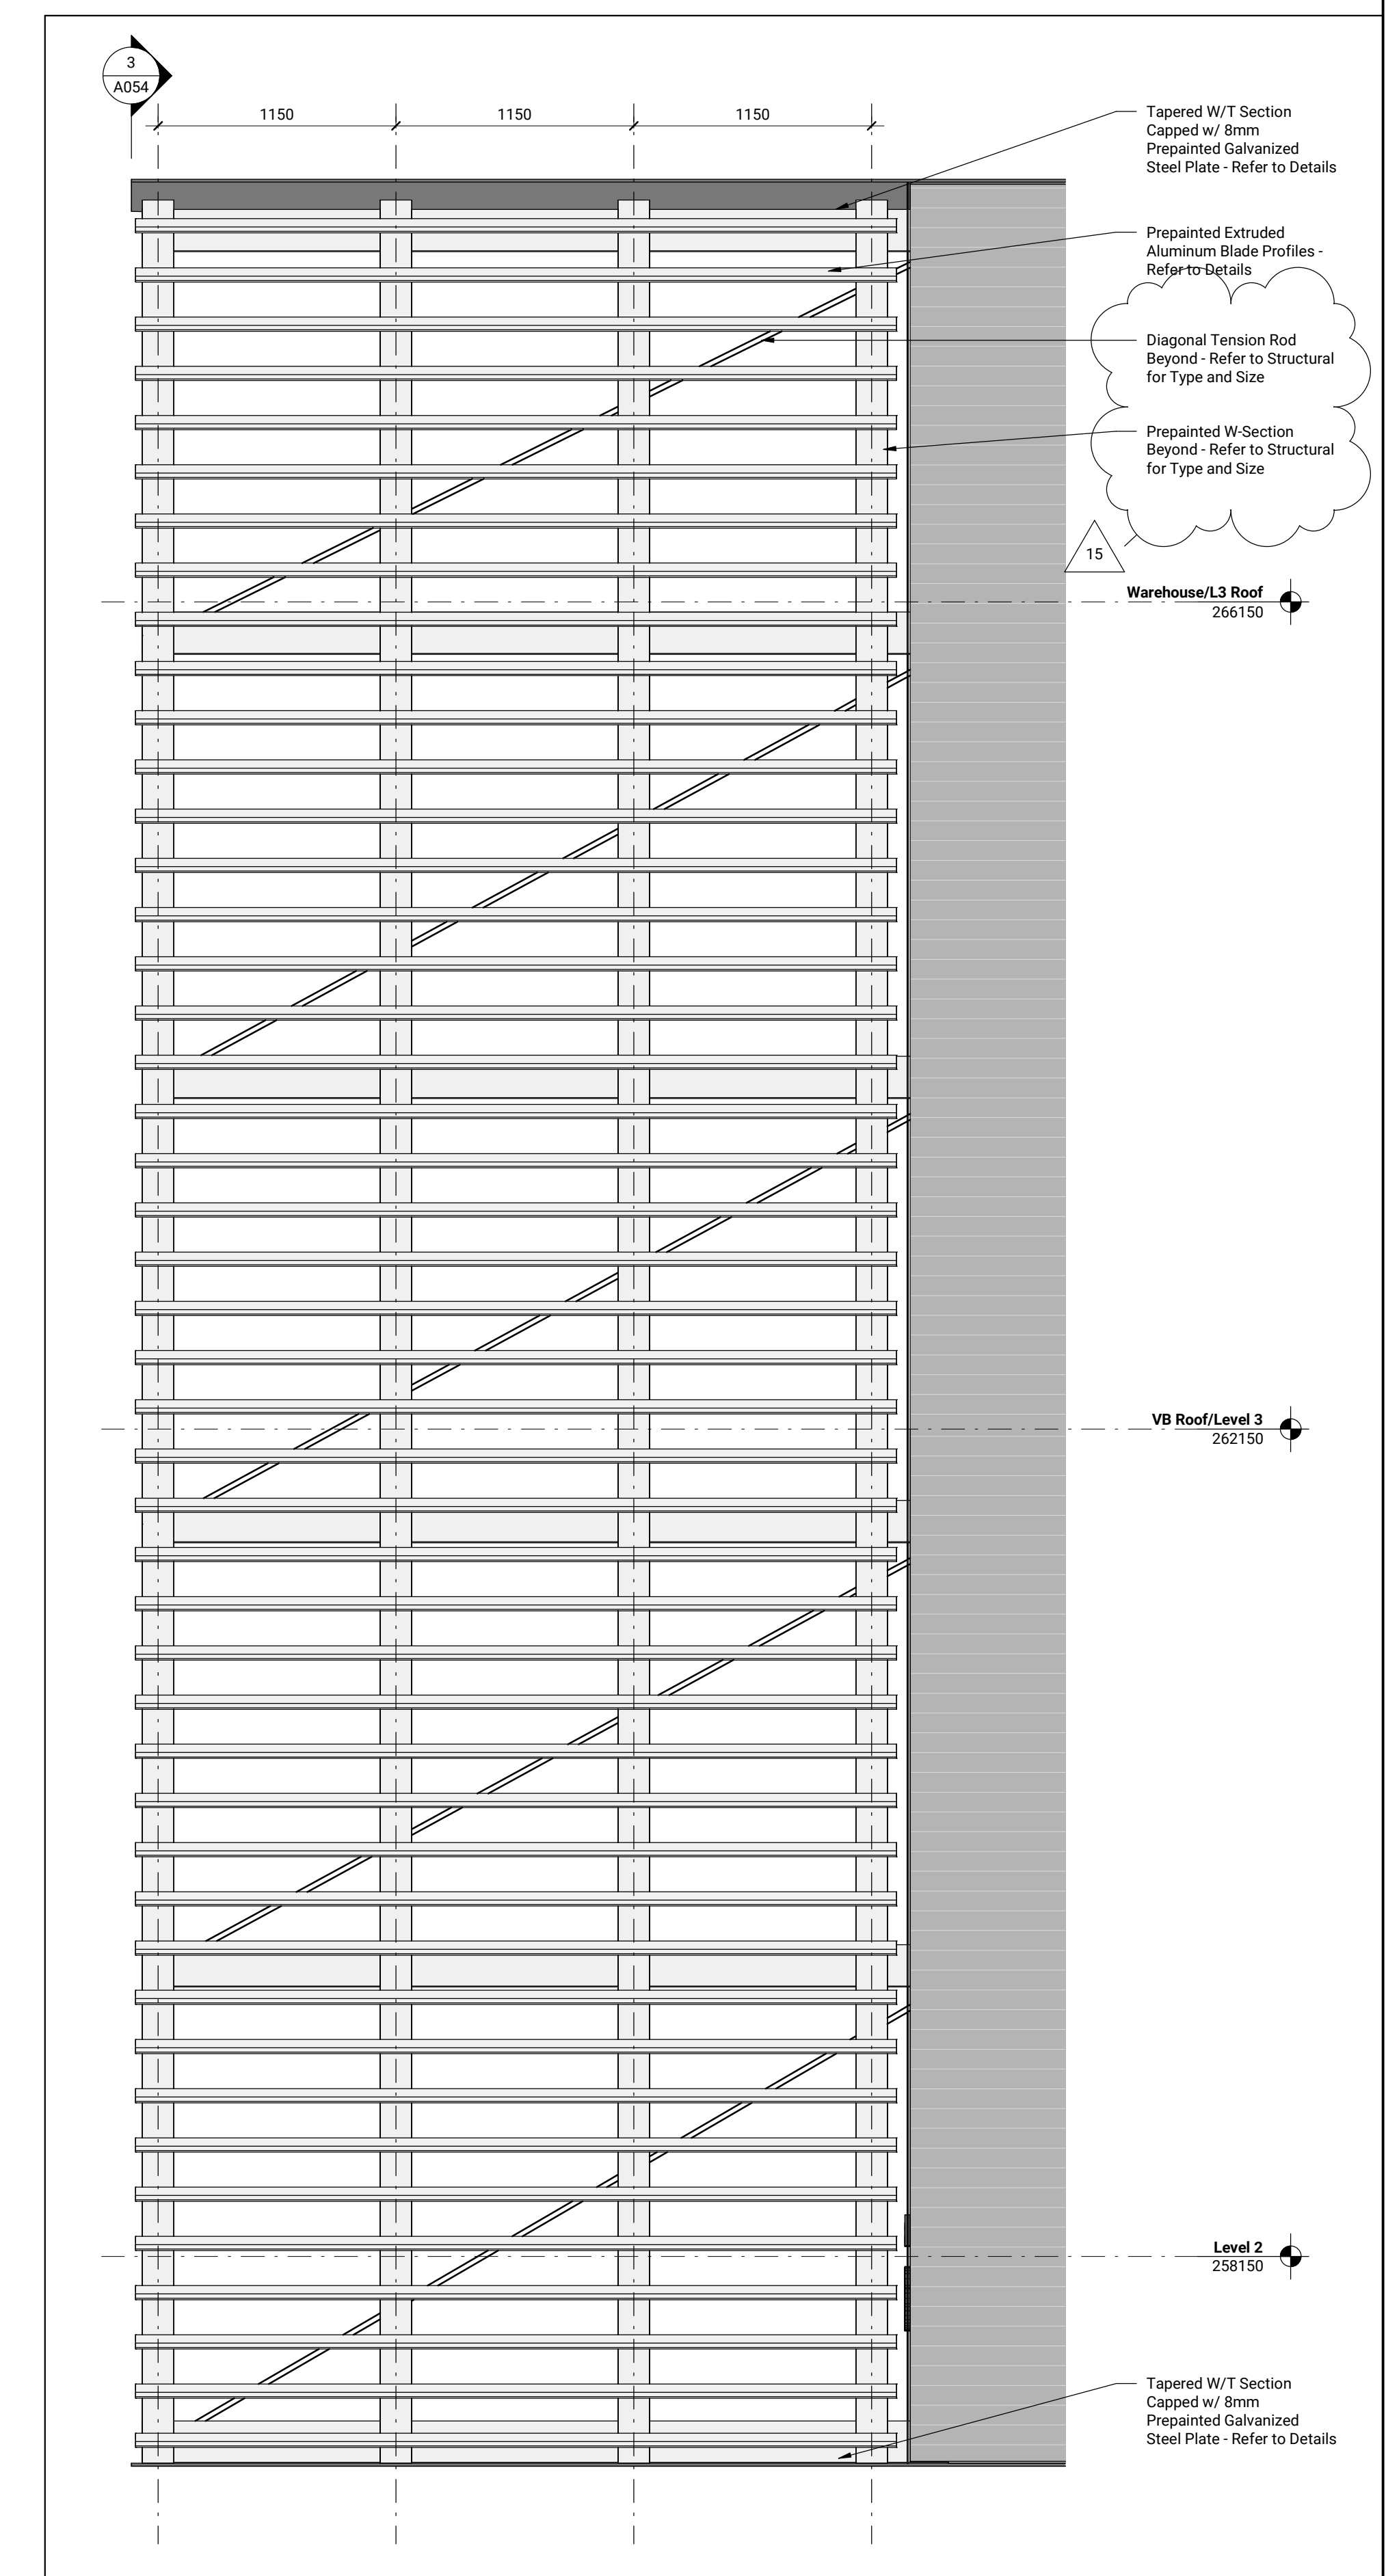 3
A054
1150
1150
1150
Tapered W/T Section
Capped w/ 8mm
Prepainted Galvanized
Steel Plate - Refer to Details
Prepainted Extruded
Aluminum Blade Profiles -
Refer to Details
Diagonal Tension Rod
Beyond - Refer to Structural
for Type and Size
Prepainted W-Section
Beyond - Refer to Structural
for Type and Size
15
Warehouse/L3 Roof
266150
VB Roof/Level 3
262150
Level 2
258150
Tapered W/T Section
Capped w/ 8mm
Prepainted Galvanized
Steel Plate - Refer to Details